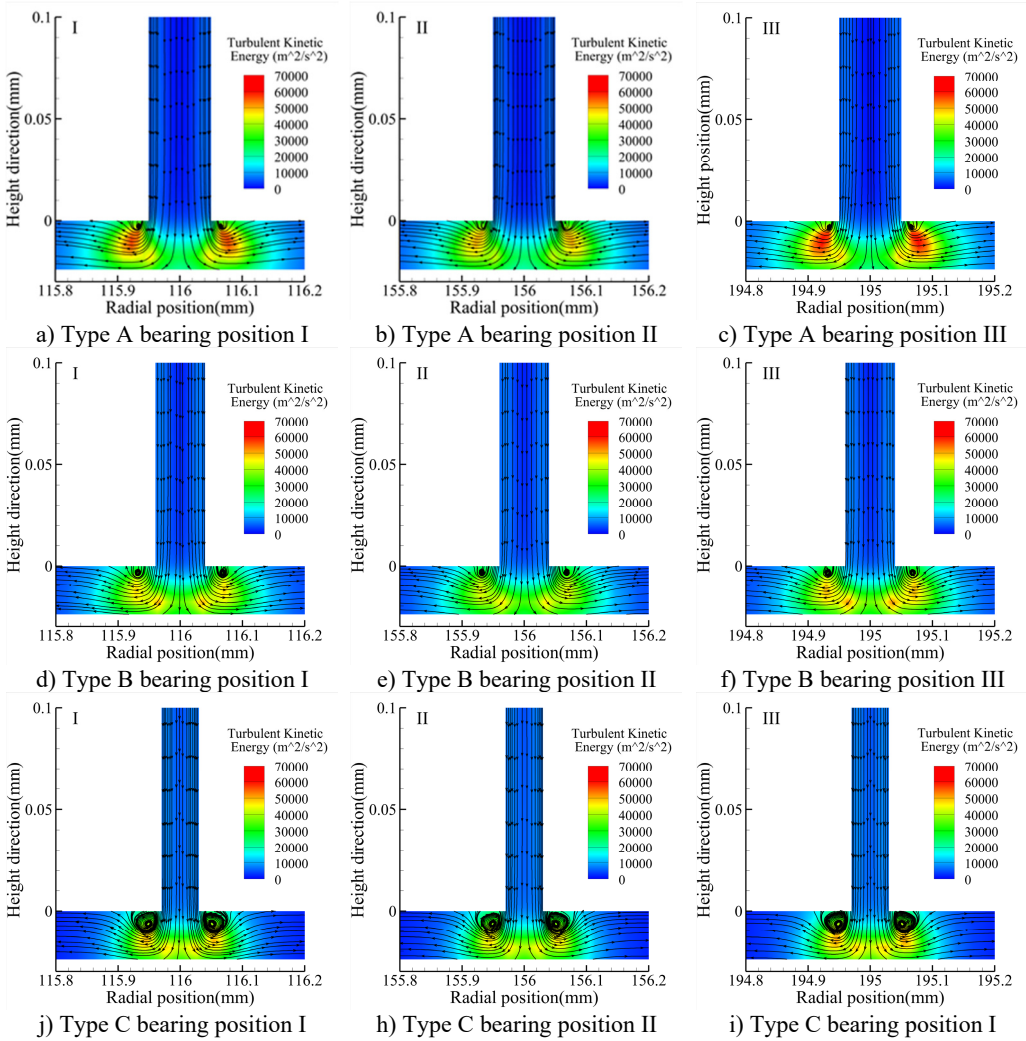 I
Turbulent Kinetic
Energy (m^2/s^2)
70000
60000
50000
40000
30000
20000
10000
0
Height direction(mm)
0.1
0.05
0
115.8 115.9 116 116.1 116.2
Radial position(mm)
a) Type A bearing position I
II
Turbulent Kinetic
Energy (m^2/s^2)
70000
60000
50000
40000
30000
20000
10000
0
Height direction(mm)
0.1
0.05
0
155.8 155.9 156 156.1 156.2
Radial position(mm)
b) Type A bearing position II
III
Turbulent Kinetic
Energy (m^2/s^2)
70000
60000
50000
40000
30000
20000
10000
0
Height position(mm)
0.1
0.05
0
194.8 194.9 195 195.1 195.2
Radial position(mm)
c) Type A bearing position III
I
Turbulent Kinetic
Energy (m^2/s^2)
70000
60000
50000
40000
30000
20000
10000
0
Height direction(mm)
0.1
0.05
0
115.8 115.9 116 116.1 116.2
Radial position(mm)
d) Type B bearing position I
II
Turbulent Kinetic
Energy (m^2/s^2)
70000
60000
50000
40000
30000
20000
10000
0
Height direction(mm)
0.1
0.05
0
155.8 155.9 156 156.1 156.2
Radial position(mm)
e) Type B bearing position II
III
Turbulent Kinetic
Energy (m^2/s^2)
70000
60000
50000
40000
30000
20000
10000
0
Height direction(mm)
0.1
0.05
0
194.8 194.9 195 195.1 195.2
Radial position(mm)
f) Type B bearing position III
I
Turbulent Kinetic
Energy (m^2/s^2)
70000
60000
50000
40000
30000
20000
10000
0
Height direction(mm)
0.1
0.05
0
115.8 115.9 116 116.1 116.2
Radial position(mm)
j) Type C bearing position I
II
Turbulent Kinetic
Energy (m^2/s^2)
70000
60000
50000
40000
30000
20000
10000
0
Height direction(mm)
0.1
0.05
0
155.8 155.9 156 156.1 156.2
Radial position(mm)
h) Type C bearing position II
III
Turbulent Kinetic
Energy (m^2/s^2)
70000
60000
50000
40000
30000
20000
10000
0
Height direction(mm)
0.1
0.05
0
194.8 194.9 195 195.1 195.2
Radial position(mm)
i) Type C bearing position I